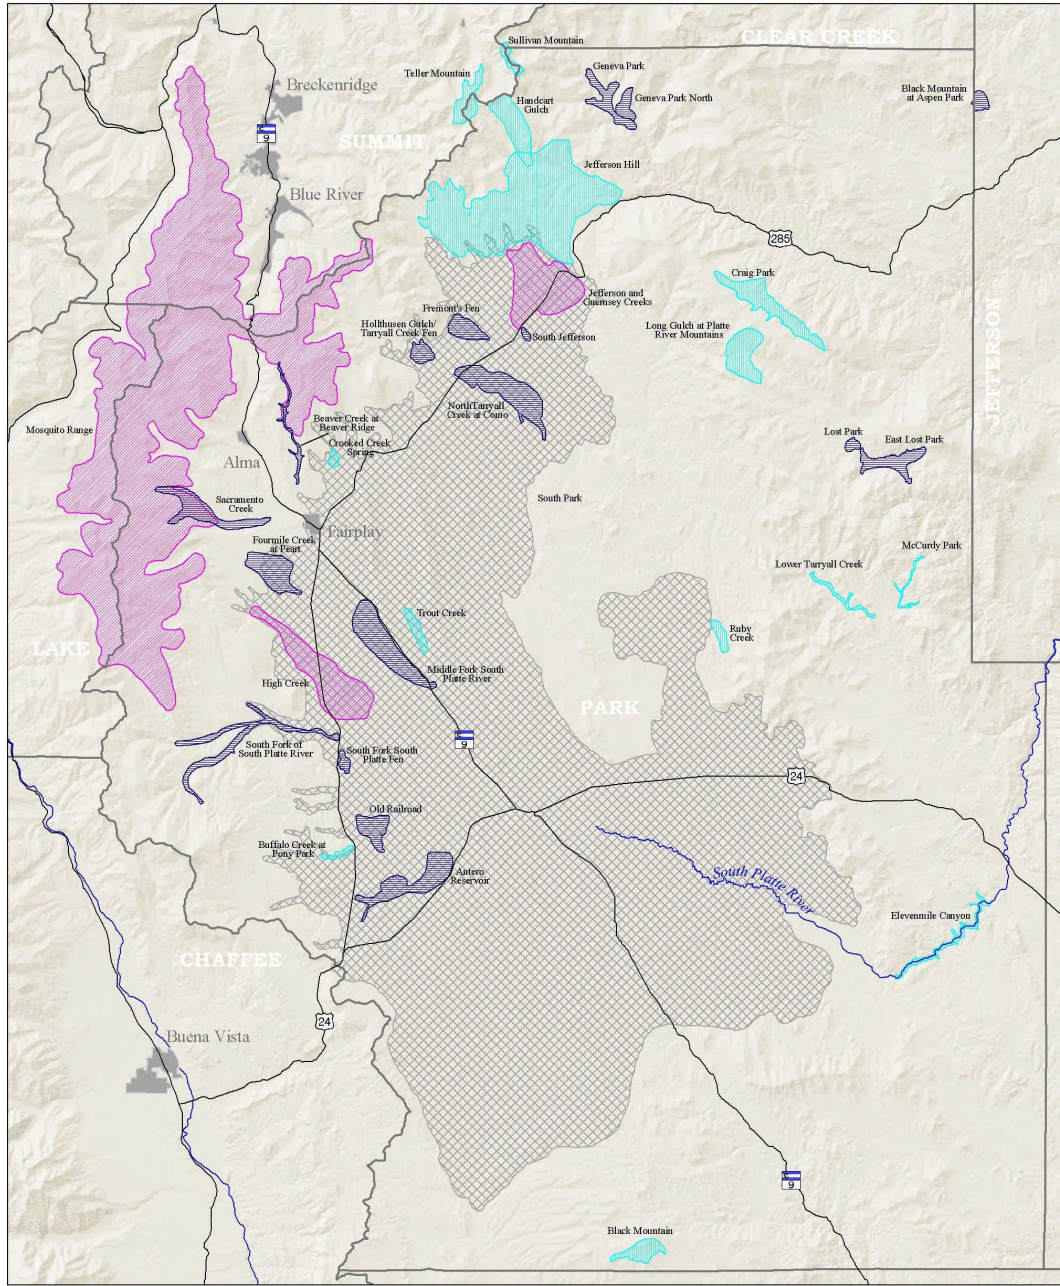 CLEAR CREEK
Sullivan Mountain
Geneva Park
Teller Mountain
Breckenridge
Black Mountain
at Aspen Park
Geneva Park North
Handcart
Gulch
9
SUMMIT
Jefferson Hill
Blue River
285
Craig Park
Jefferson and
Guernsey Creeks
Fremont's Fen
JEFFERSON
Hollthusen Gulch/
Tarryall Creek Fen
Long Gulch at Platte
River Mountains
South Jefferson
NorthTarryall
Creek at Como
Beaver Creek at
Beaver Ridge
Mosquito Range
Lost Park
East Lost Park
Crooked Creek
Spring
Alma
Sacramento
Creek
South Park
Fairplay
Fourmile Creek
at Peart
McCurdy Park
Lower Tarryall Creek
Trout Creek
Ruby
Creek
LAKE
Middle Fork South
Platte River
High Creek
PARK
9
South Fork of
South Platte River
South Fork South
Platte Fen
24
Old Railroad
Buffalo Creek at
Pony Park
Antero
Reservoir
South Platte River
Elevenmile Canyon
CHAFFEE
24
Buena Vista
9
Black Mountain